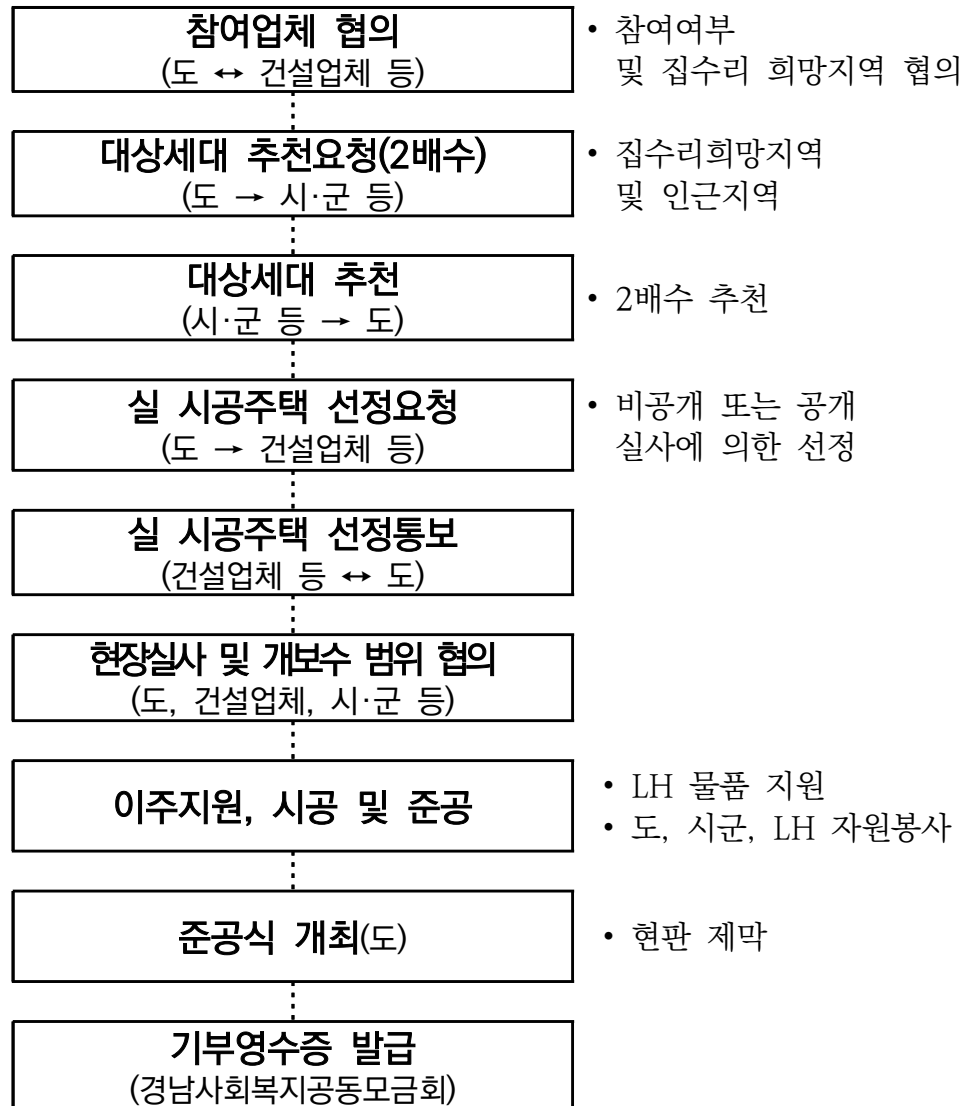 참여업체 협의
(도 ↔ 건설업체 등)
• 참여여부
및 집수리 희망지역 협의
대상세대 추천요청(2배수)
(도 → 시·군 등)
• 집수리희망지역
및 인근지역
대상세대 추천
(시·군 등 → 도)
• 2배수 추천
실 시공주택 선정요청
(도 → 건설업체 등)
• 비공개 또는 공개
실사에 의한 선정
실 시공주택 선정통보
(건설업체 등 ↔ 도)
현장실사 및 개보수 범위 협의
(도, 건설업체, 시·군 등)
이주지원, 시공 및 준공
• LH 물품 지원
• 도, 시군, LH 자원봉사
준공식 개최(도)
• 현판 제막
기부영수증 발급
(경남사회복지공동모금회)